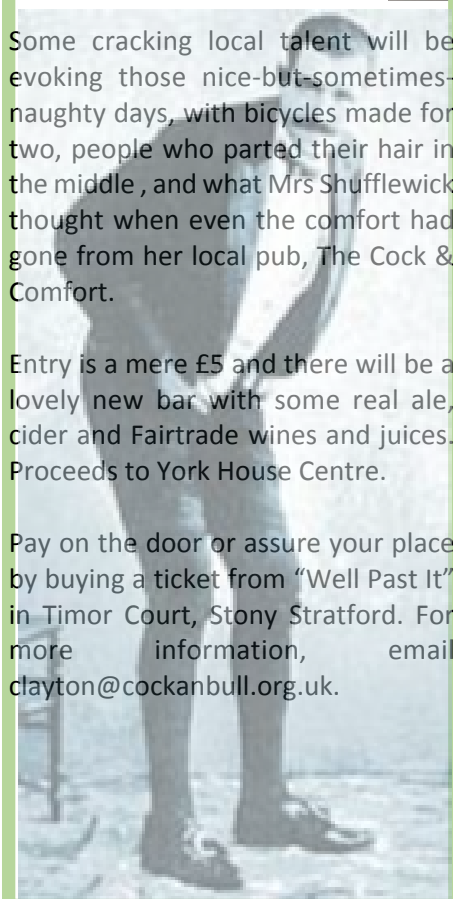 Some cracking local talent will be
evoking those nice-but-sometimes-
naughty days, with bicycles made for
two, people who parted their hair in
the middle , and what Mrs Shufflewick
thought when even the comfort had
gone from her local pub, The Cock &
Comfort.
Entry is a mere £5 and there will be a
lovely new bar with some real ale,
cider and Fairtrade wines and juices.
Proceeds to York House Centre.
Pay on the door or assure your place
by buying a ticket from “Well Past It”
in Timor Court, Stony Stratford. For
more information, email
clayton@cockanbull.org.uk.